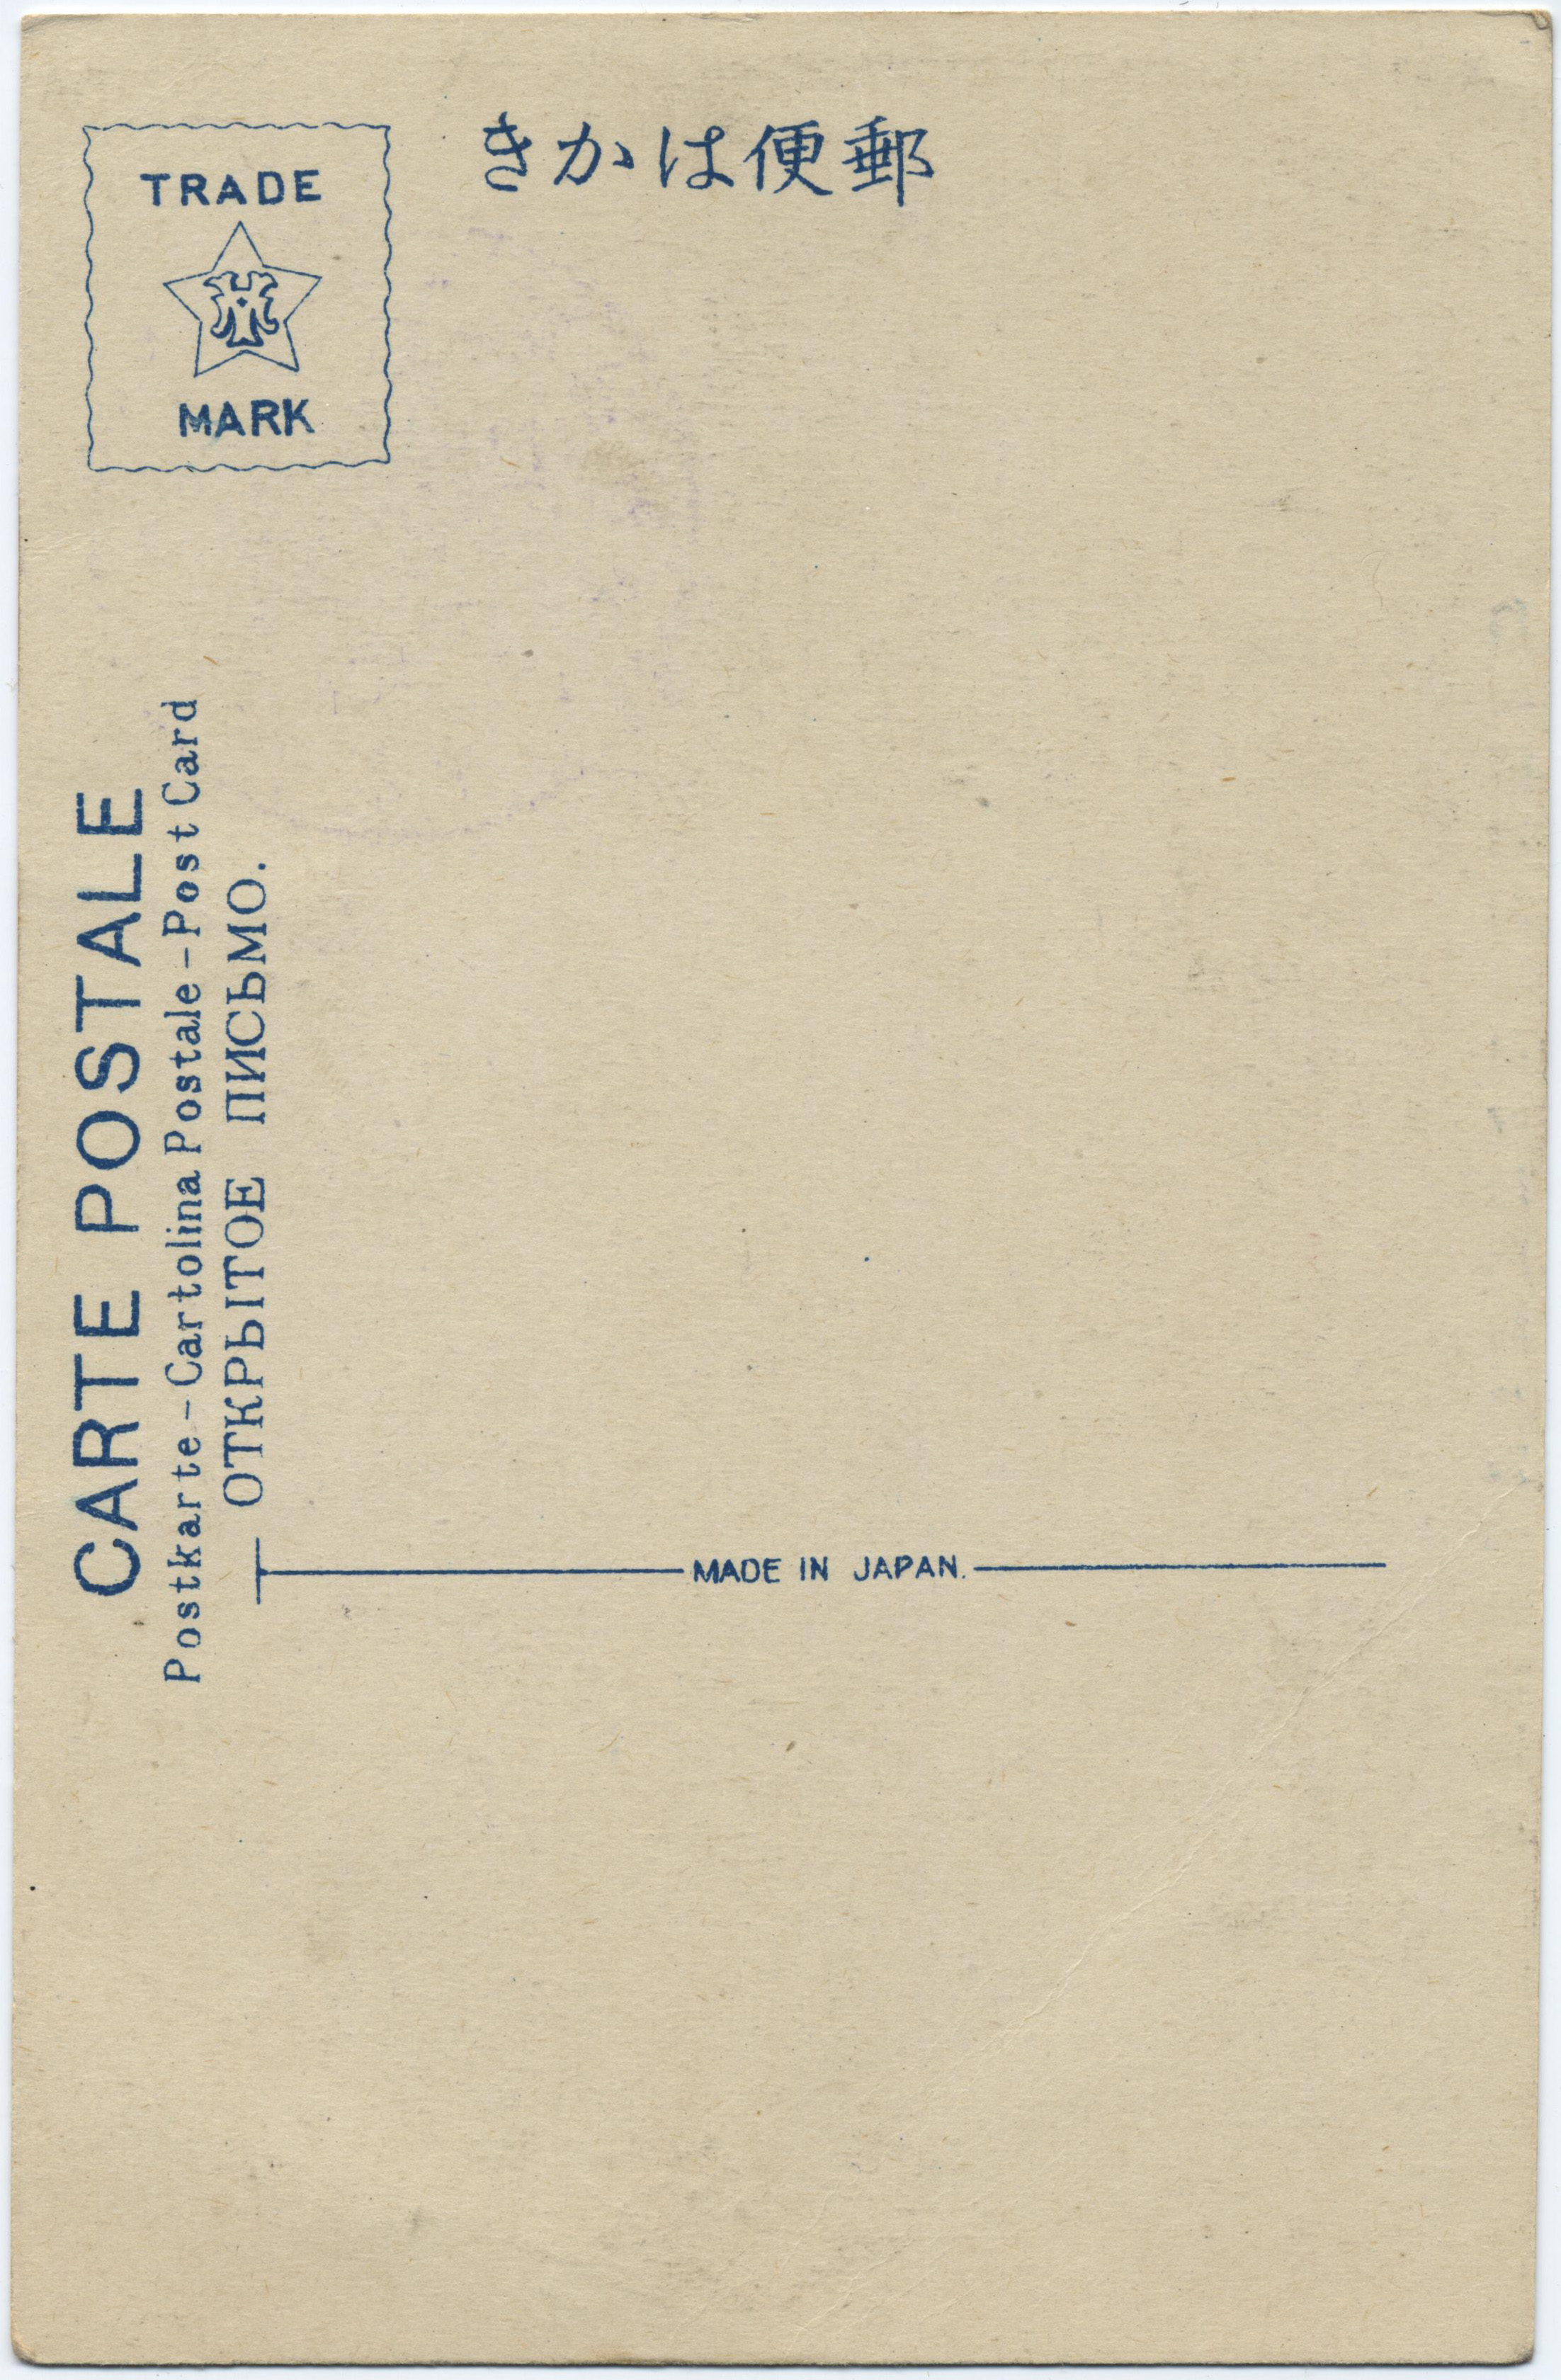 郵便はかき
TRADE
MARK
CARTE POSTALE
Postkarte – Cartolina Postale – Post Card
ОТКРЫТОЕ ПИСЬМО.
MADE IN JAPAN.